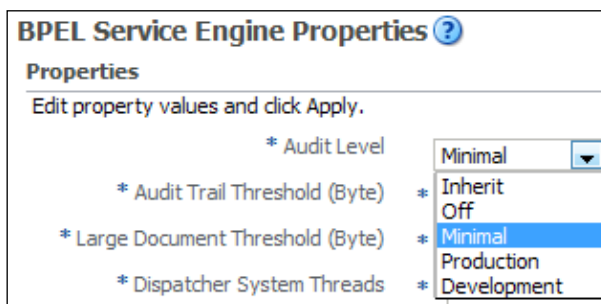 BPEL Service Engine Properties ?
Properties
Edit property values and click Apply.
* Audit Level Minimal
* Audit Trail Threshold (Byte) * Inherit
Off
* Large Document Threshold (Byte) * Minimal
Production
* Dispatcher System Threads * Development